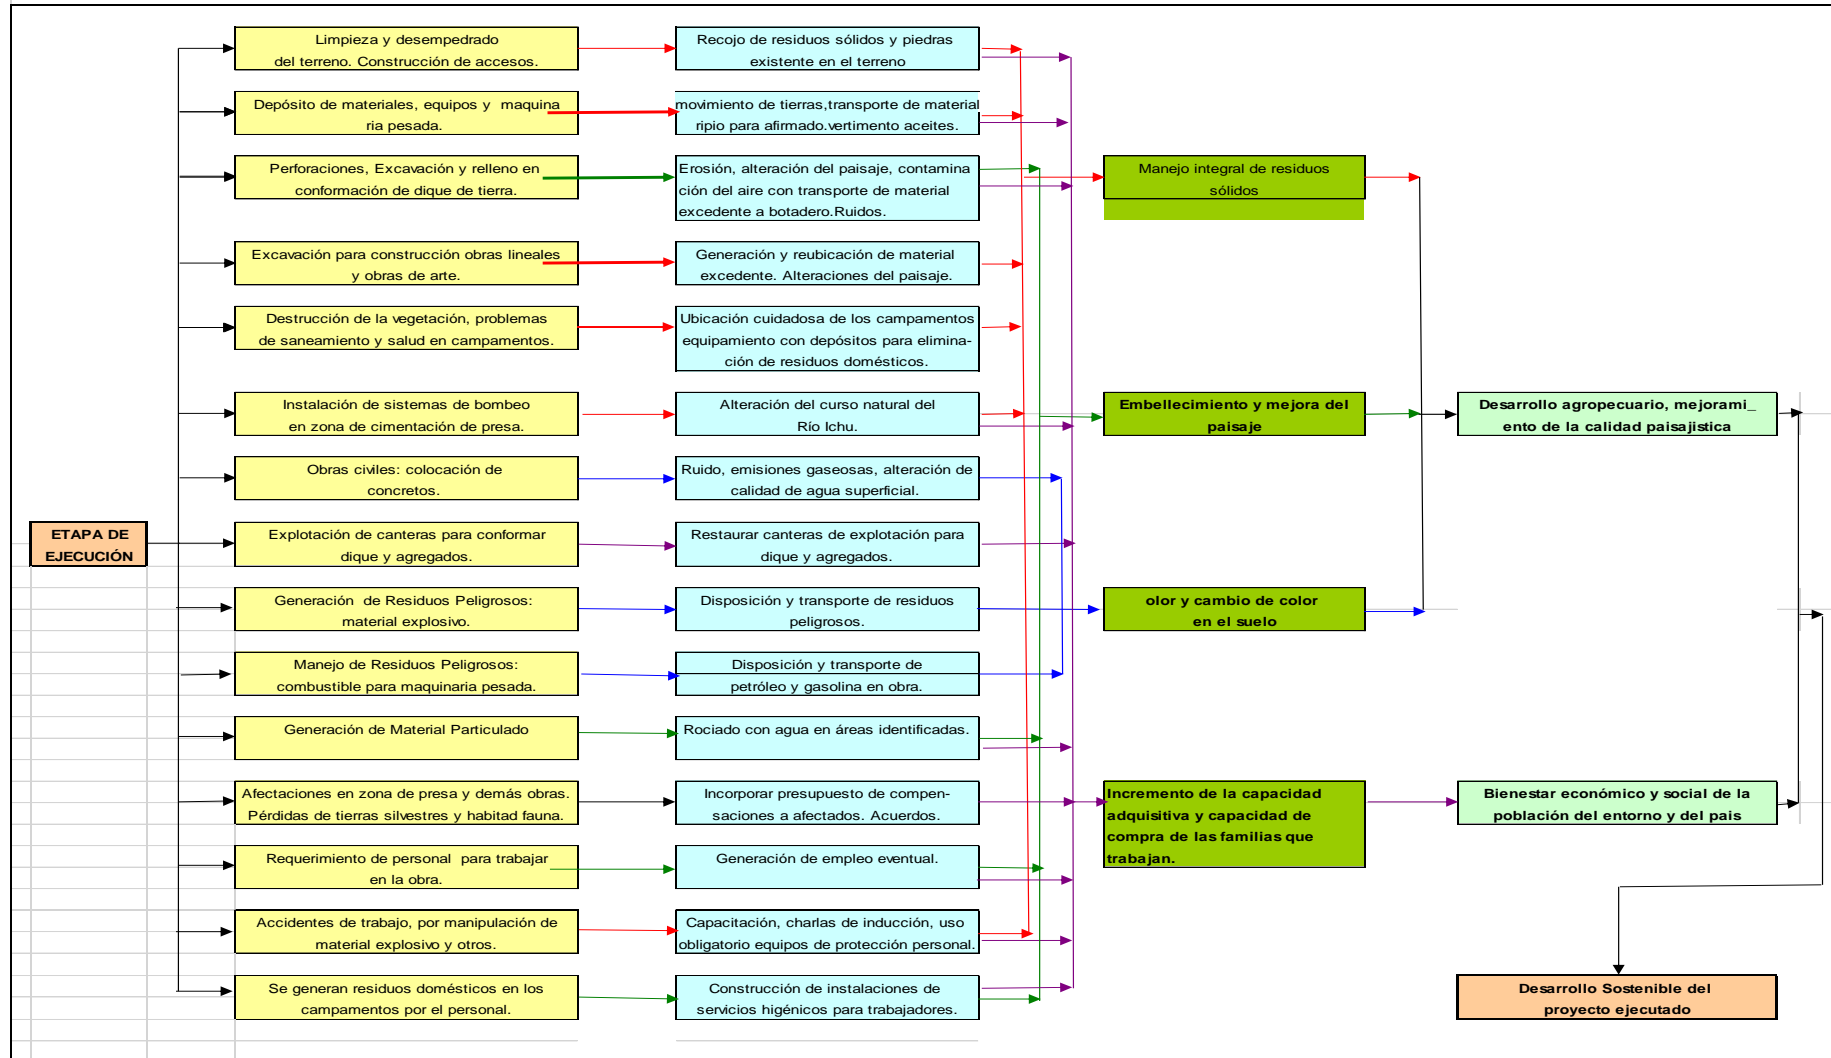 Limpieza y desempedrado
del terreno. Construcción de accesos.
Recojo de residuos sólidos y piedras
existente en el terreno
Depósito de materiales, equipos y maquina
ria pesada.
movimiento de tierras,transporte de material
ripio para afirmado.vertimento aceites.
Perforaciones, Excavación y relleno en
conformación de dique de tierra.
Erosión, alteración del paisaje, contamina
ción del aire con transporte de material
excedente a botadero.Ruidos.
Manejo integral de residuos
sólidos
Excavación para construcción obras lineales
y obras de arte.
Generación y reubicación de material
excedente. Alteraciones del paisaje.
Destrucción de la vegetación, problemas
de saneamiento y salud en campamentos.
Ubicación cuidadosa de los campamentos
equipamiento con depósitos para elimina-
ción de residuos domésticos.
Instalación de sistemas de bombeo
en zona de cimentación de presa.
Alteración del curso natural del
Río Ichu.
Embellecimiento y mejora del
paisaje
Desarrollo agropecuario, mejorami_
ento de la calidad paisajistica
Obras civiles: colocación de
concretos.
Ruido, emisiones gaseosas, alteración de
calidad de agua superficial.
ETAPA DE
EJECUCIÓN
Explotación de canteras para conformar
dique y agregados.
Restaurar canteras de explotación para
dique y agregados.
Generación de Residuos Peligrosos:
material explosivo.
Disposición y transporte de residuos
peligrosos.
olor y cambio de color
en el suelo
Manejo de Residuos Peligrosos:
combustible para maquinaria pesada.
Disposición y transporte de
petróleo y gasolina en obra.
Generación de Material Particulado
Rociado con agua en áreas identificadas.
Afectaciones en zona de presa y demás obras.
Pérdidas de tierras silvestres y habitad fauna.
Incorporar presupuesto de compen-
saciones a afectados. Acuerdos.
Incremento de la capacidad
adquisitiva y capacidad de
compra de las familias que
trabajan.
Bienestar económico y social de la
población del entorno y del pais
Requerimiento de personal para trabajar
en la obra.
Generación de empleo eventual.
Accidentes de trabajo, por manipulación de
material explosivo y otros.
Capacitación, charlas de inducción, uso
obligatorio equipos de protección personal.
Se generan residuos domésticos en los
campamentos por el personal.
Construcción de instalaciones de
servicios higénicos para trabajadores.
Desarrollo Sostenible del
proyecto ejecutado